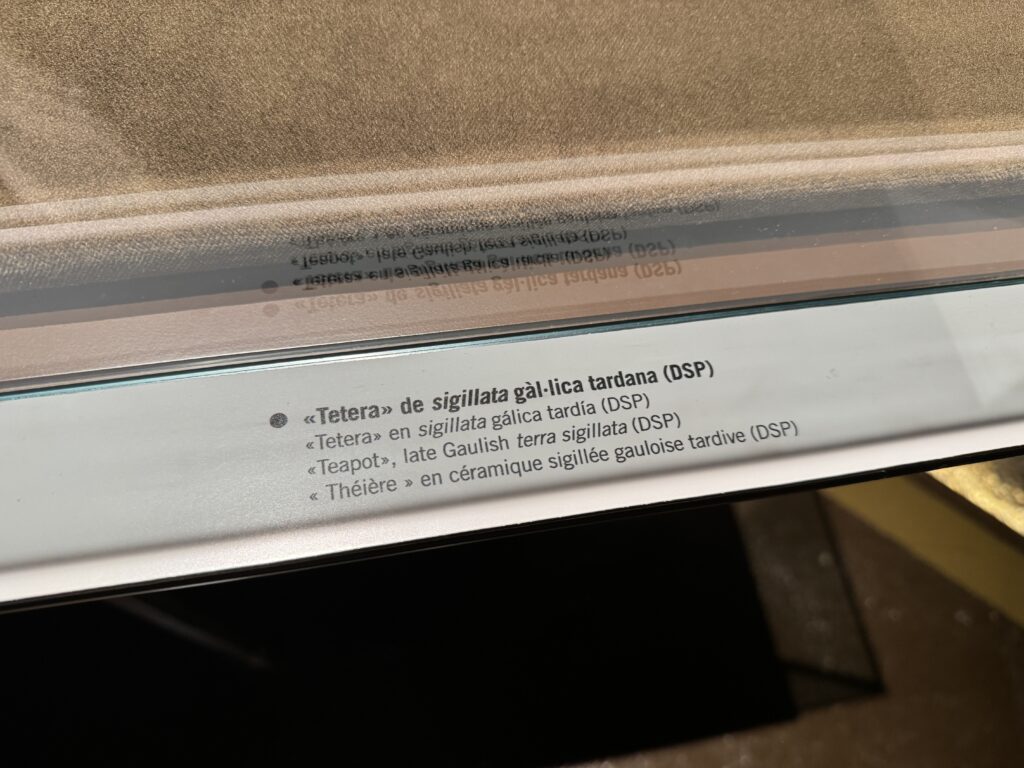 «Tetera» de sigillata gàl·lica tardana (DSP)
«Tetera» en sigillata gálica tardía (DSP)
«Teapot», late Gaulish terra sigillata (DSP)
« Théière » en céramique sigillée gauloise tardive (DSP)